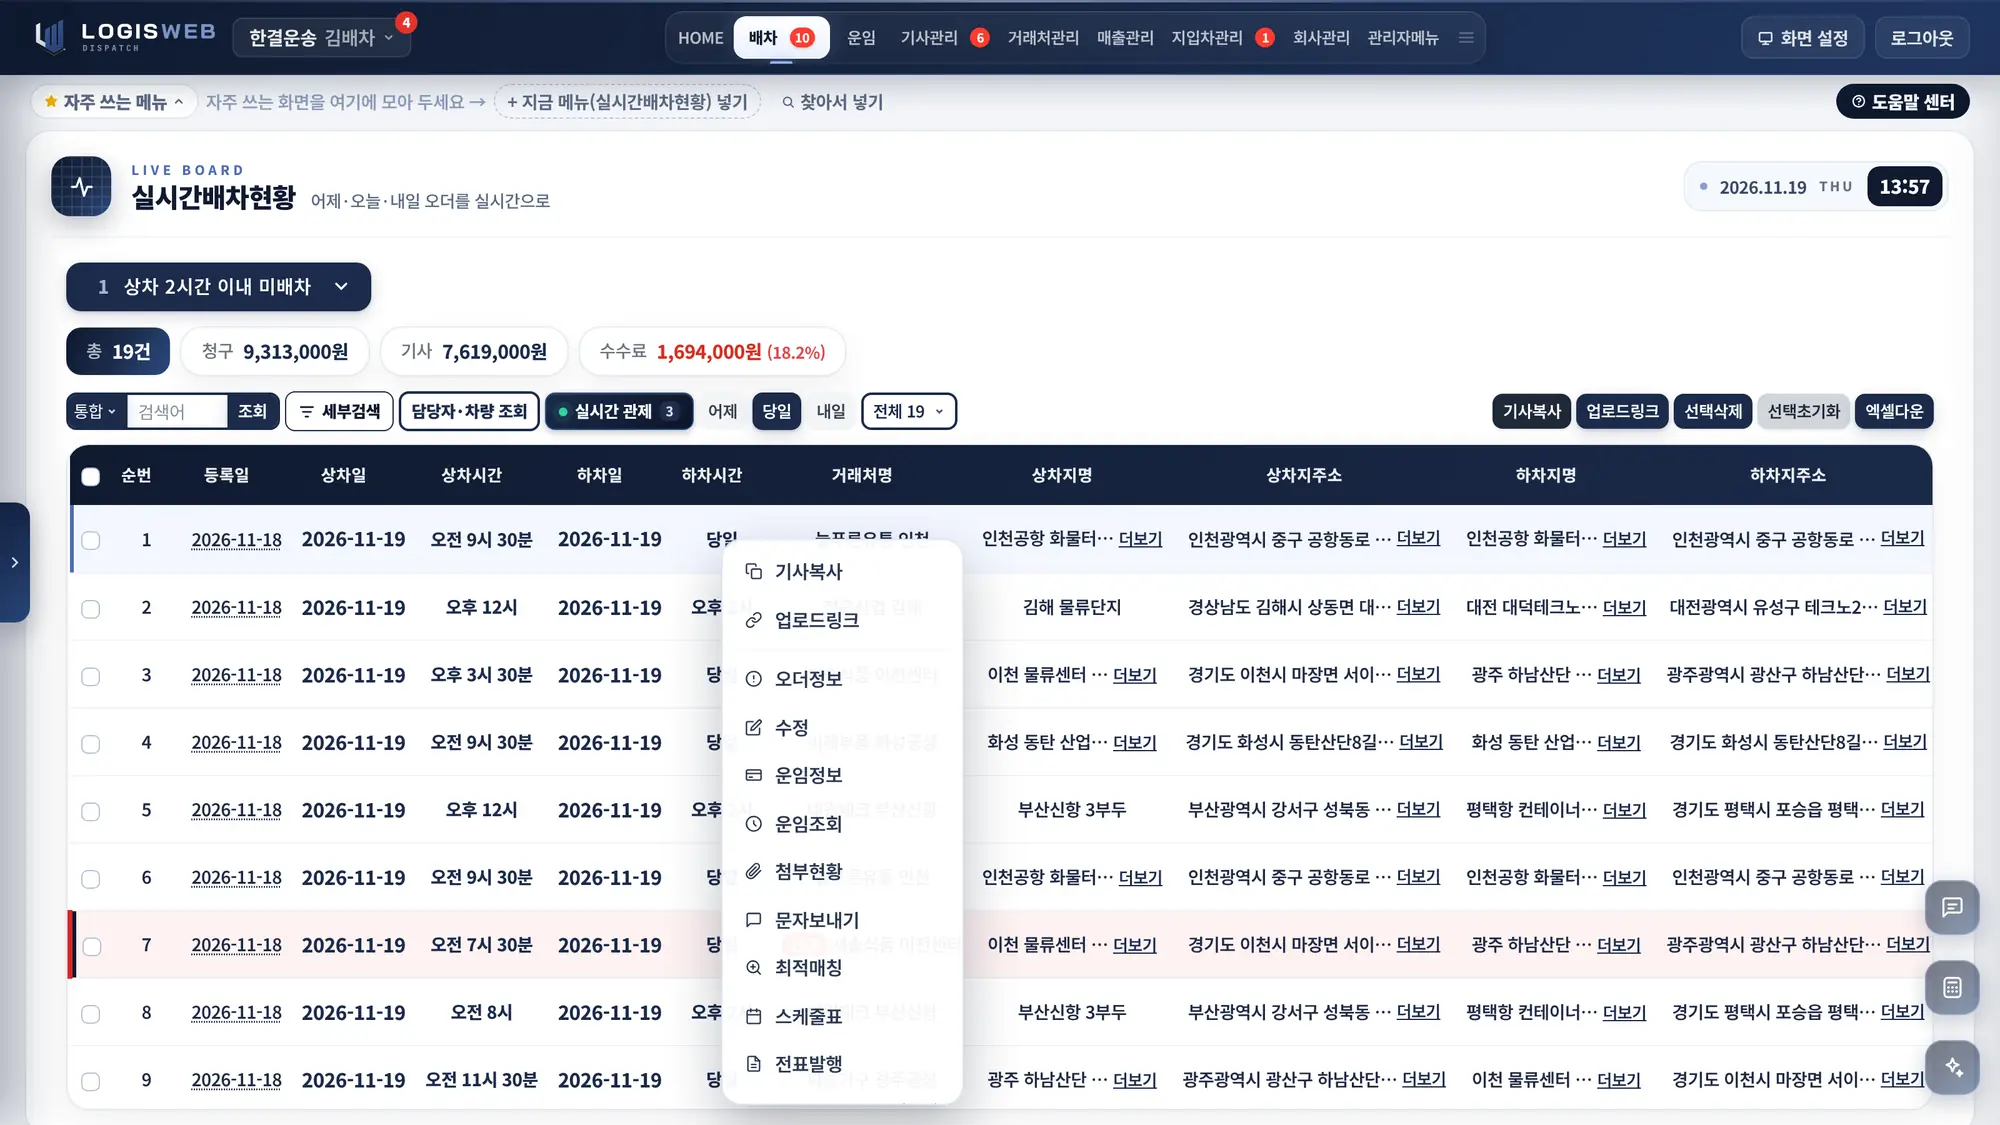 LOGISWEB
DISPATCH
한결운송 김배차
4
HOME 배차 10 운임 기사관리 6 거래처관리 매출관리 지입차관리 1 회사관리 관리자메뉴
화면 설정
로그아웃
자주 쓰는 메뉴 자주 쓰는 화면을 여기에 모아 두세요 → + 지금 메뉴(실시간배차현황) 넣기 찾아서 넣기
도움말 센터
LIVE BOARD
실시간배차현황 어제·오늘·내일 오더를 실시간으로
2026.11.19 THU 13:57
1 상차 2시간 이내 미배차
총 19건 청구 9,313,000원 기사 7,619,000원 수수료 1,694,000원 (18.2%)
통합 검색어 조회 세부검색 담당자·차량 조회 실시간 관제 3 어제 당일 내일 전체 19
기사복사 업로드링크 선택삭제 선택초기화 엑셀다운
순번 등록일 상차일 상차시간 하차일 하차시간 거래처명 상차지명 상차지주소 하차지명 하차지주소
1 2026-11-18 2026-11-19 오전 9시 30분 2026-11-19 당일 늘푸른유통 인천 인천공항 화물터… 더보기 인천광역시 중구 공항동로 … 더보기 인천공항 화물터… 더보기 인천광역시 중구 공항동로 … 더보기
2 2026-11-18 2026-11-19 오후 12시 2026-11-19 오후 김해 물류단지 경상남도 김해시 상동면 대… 더보기 대전 대덕테크노… 더보기 대전광역시 유성구 테크노2… 더보기
3 2026-11-18 2026-11-19 오후 3시 30분 2026-11-19 당 이천 물류센터 … 더보기 경기도 이천시 마장면 서이… 더보기 광주 하남산단 … 더보기 광주광역시 광산구 하남산단… 더보기
4 2026-11-18 2026-11-19 오전 9시 30분 2026-11-19 당 화성 동탄 산업… 더보기 경기도 화성시 동탄산단8길… 더보기 화성 동탄 산업… 더보기 경기도 화성시 동탄산단8길… 더보기
5 2026-11-18 2026-11-19 오후 12시 2026-11-19 오후 부산신항 3부두 부산광역시 강서구 성북동 … 더보기 평택항 컨테이너… 더보기 경기도 평택시 포승읍 평택… 더보기
6 2026-11-18 2026-11-19 오전 9시 30분 2026-11-19 당 인천공항 화물터… 더보기 인천광역시 중구 공항동로 … 더보기 인천공항 화물터… 더보기 인천광역시 중구 공항동로 … 더보기
7 2026-11-18 2026-11-19 오전 7시 30분 2026-11-19 당 이천 물류센터 … 더보기 경기도 이천시 마장면 서이… 더보기 광주 하남산단 … 더보기 광주광역시 광산구 하남산단… 더보기
8 2026-11-18 2026-11-19 오전 8시 2026-11-19 오후 부산신항 3부두 부산광역시 강서구 성북동 … 더보기 평택항 컨테이너… 더보기 경기도 평택시 포승읍 평택… 더보기
9 2026-11-18 2026-11-19 오전 11시 30분 2026-11-19 당 광주 하남산단 … 더보기 광주광역시 광산구 하남산단… 더보기 이천 물류센터 … 더보기 경기도 이천시 마장면 서이… 더보기
기사복사
업로드링크
오더정보
수정
운임정보
운임조회
첨부현황
문자보내기
최적매칭
스케줄표
전표발행